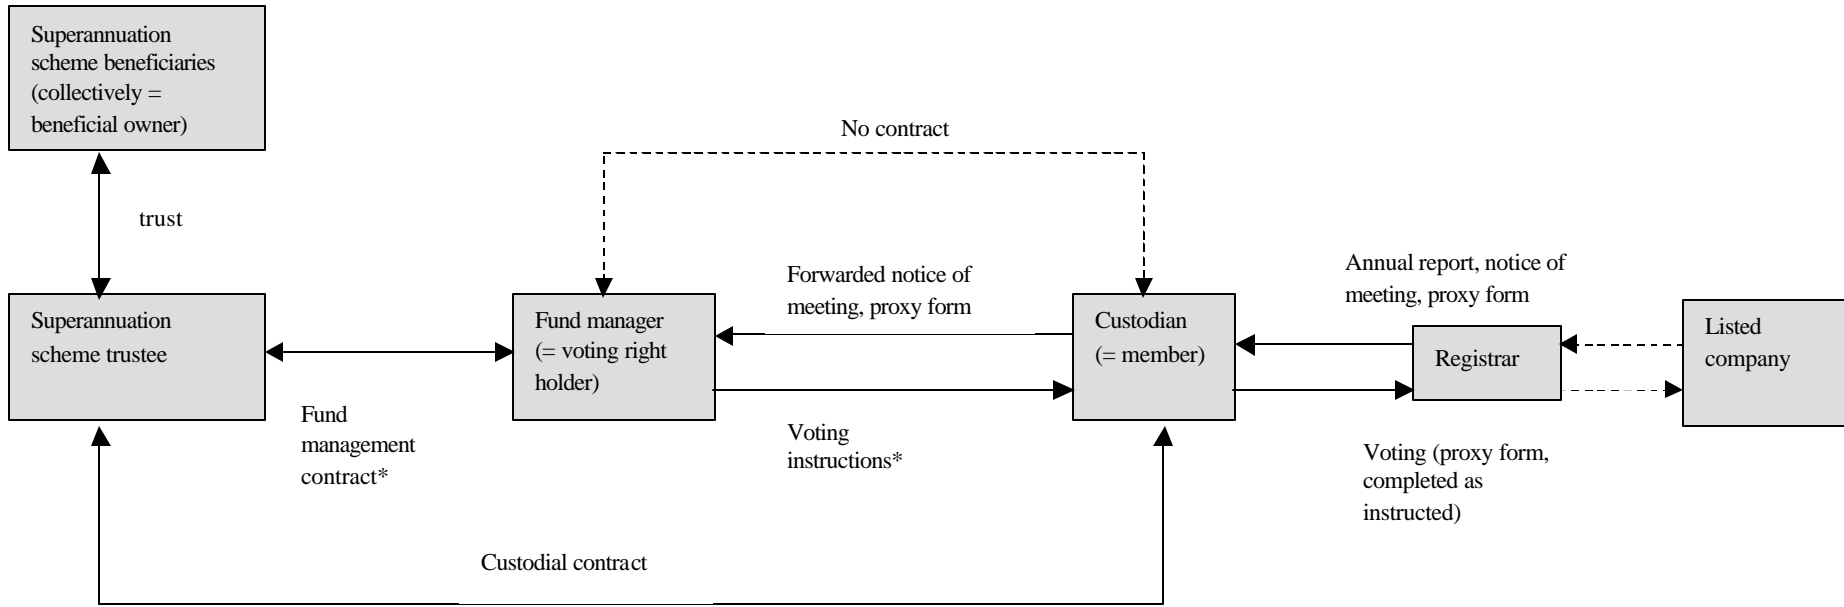 Superannuation
scheme beneficiaries
(collectively =
beneficial owner)
No contract
trust
Superannuation
scheme trustee
Fund manager
(= voting right
holder)
Forwarded notice of
meeting, proxy form
Custodian
(= member)
Annual report, notice of
meeting, proxy form
Registrar
Listed
company
Fund
management
contract*
Voting
instructions*
Voting (proxy form,
completed as
instructed)
Custodial contract